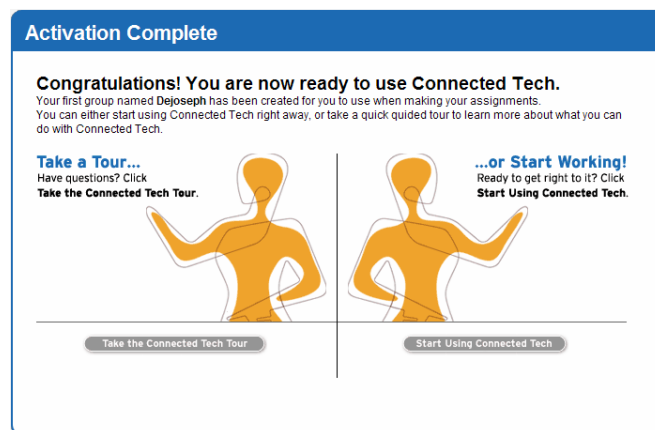 Activation Complete
Congratulations! You are now ready to use Connected Tech.
Your first group named Dejoseph has been created for you to use when making your assignments.
You can either start using Connected Tech right away, or take a quick quided tour to learn more about what you can
do with Connected Tech.
Take a Tour...
Have questions? Click
Take the Connected Tech Tour.
...or Start Working!
Ready to get right to it? Click
Start Using Connected Tech.
Take the Connected Tech Tour
Start Using Connected Tech